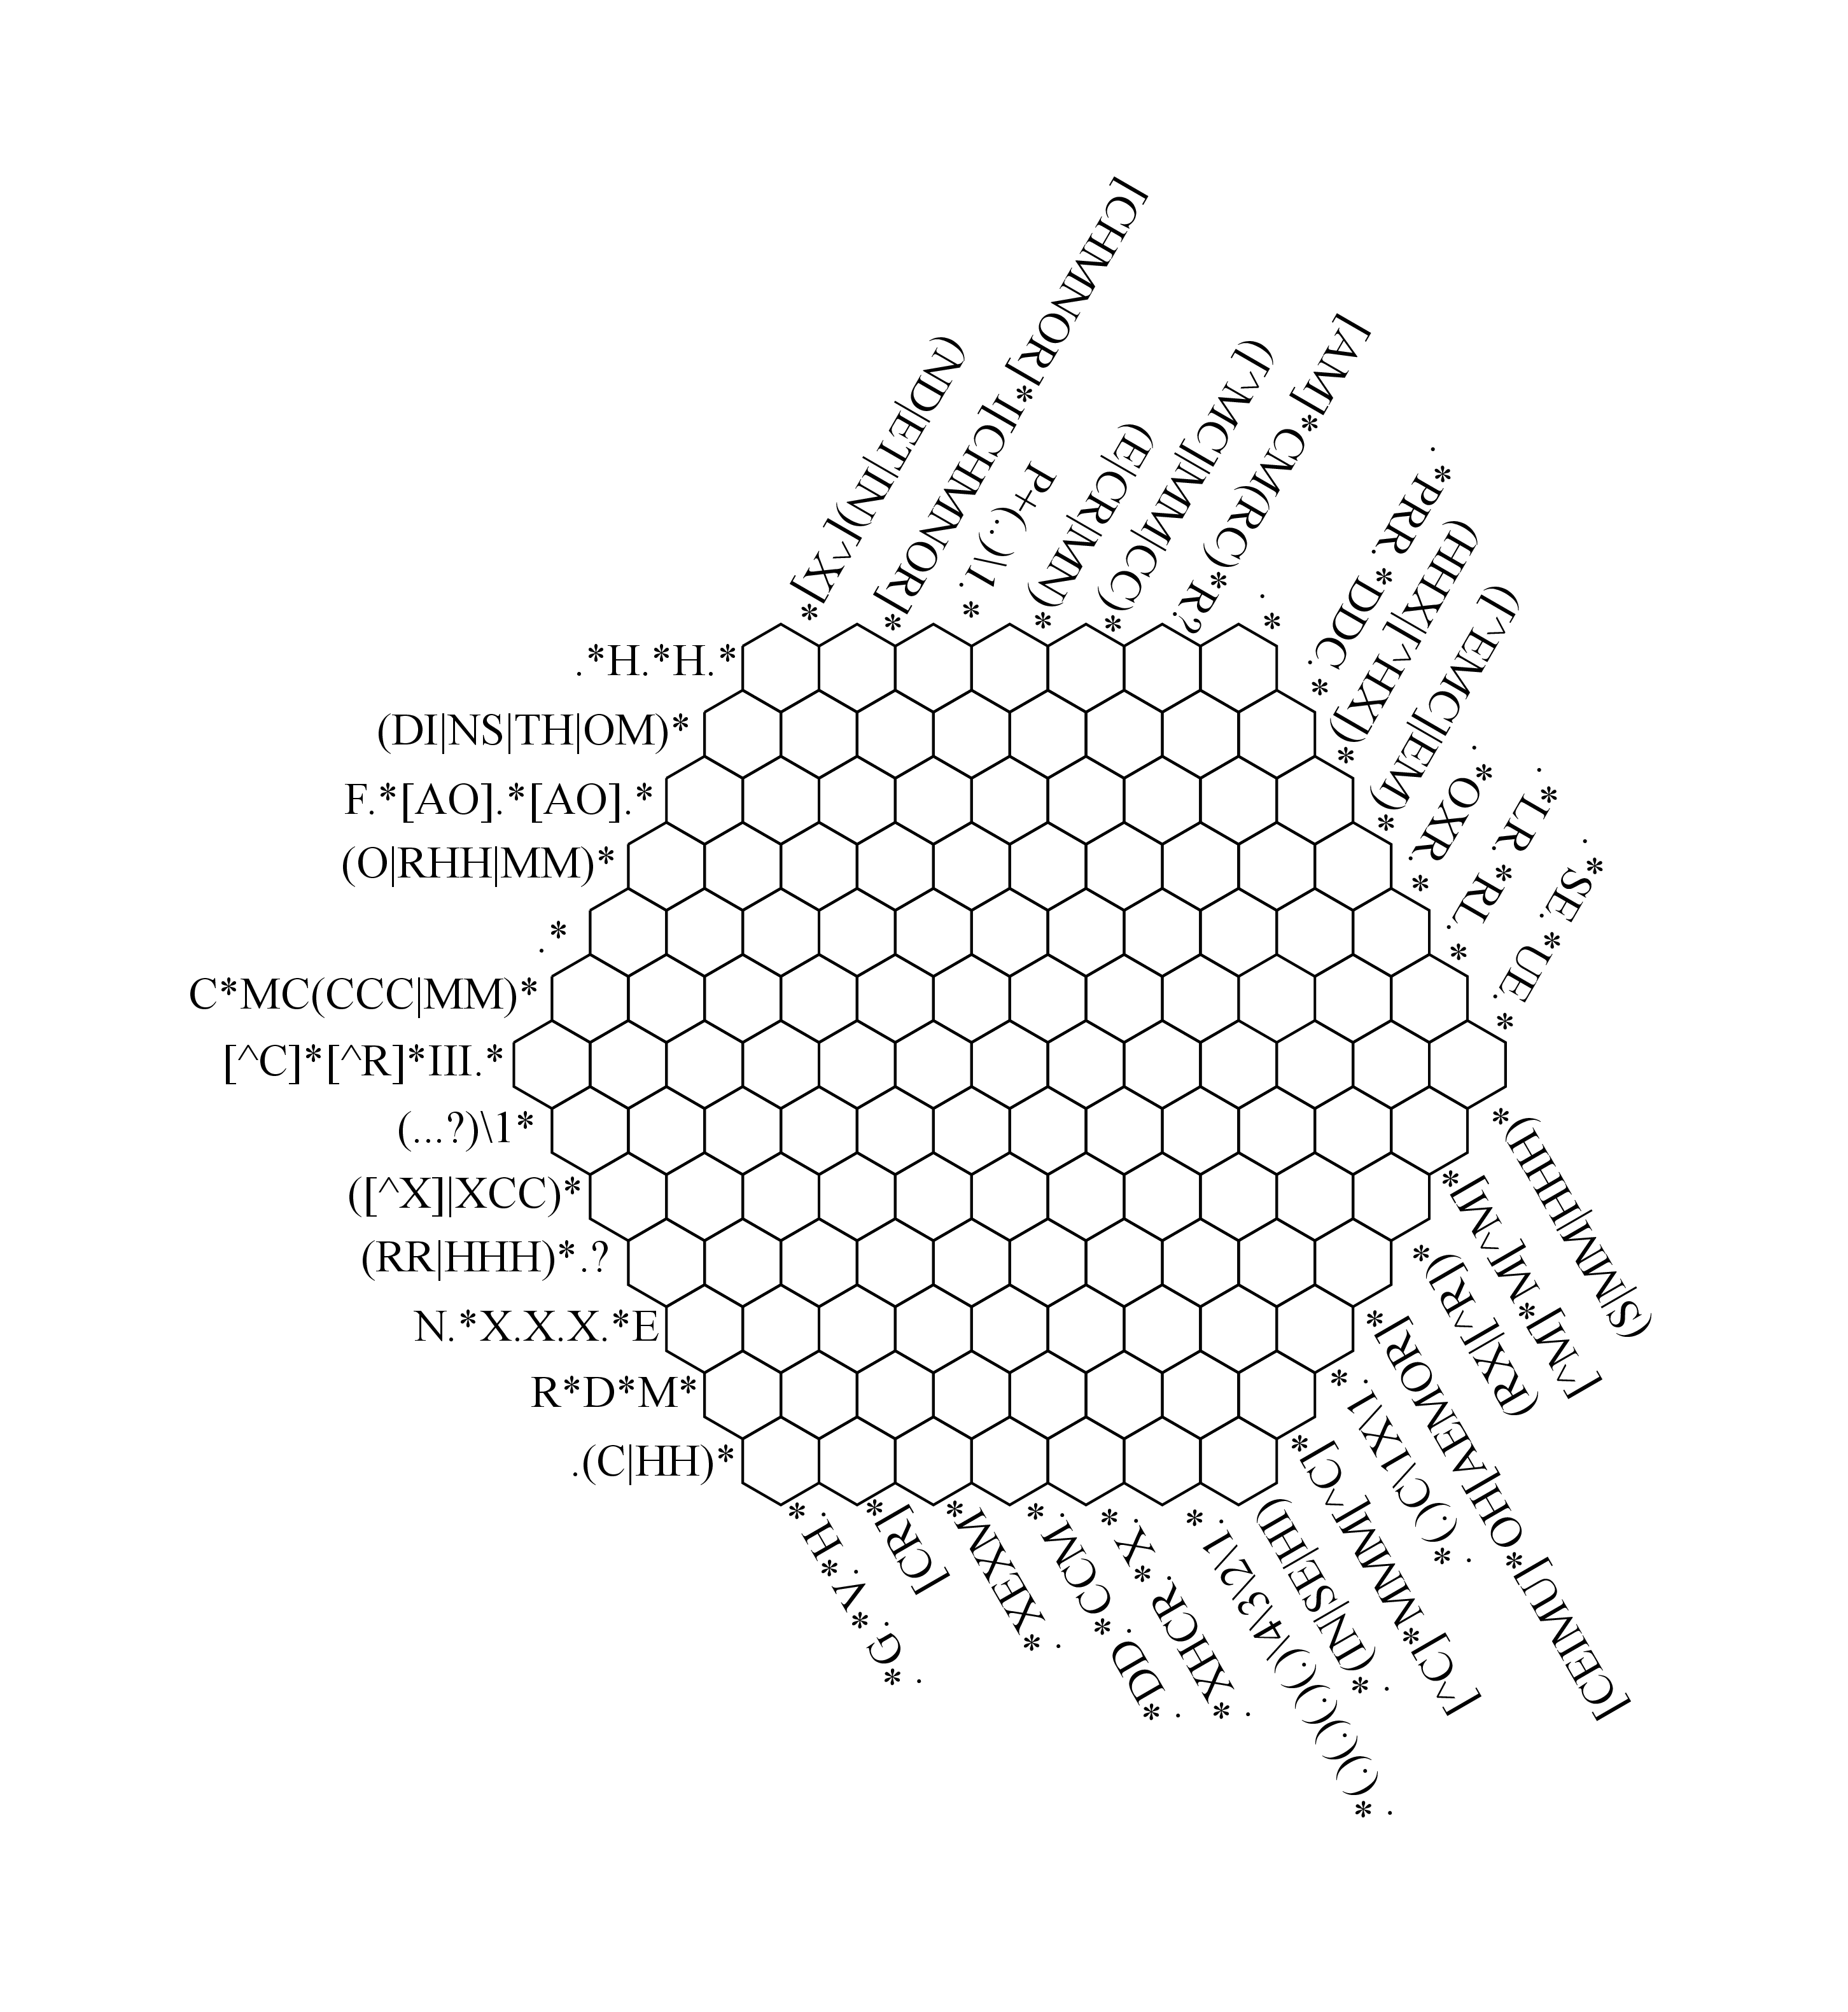 (ND|ET|IN)[^X]*
[CHMNOR]*I[CHMNOR]*
P+(..)\1.*
(E|CR|MN)*
([^MC]|MM|CC)*
[AM]*CM(RC)*R?
.*
.*PRR.*DDC.*
(HHX|[^HX])*
([^EMC]|EM)*
.*OXR.*
.*LR.*RL.*
.*SE.*UE.*
.*H.*H.*
(DI|NS|TH|OM)*
F.*[AO].*[AO].*
(O|RHH|MM)*
.*
C*MC(CCC|MM)*
[^C]*[^R]*III.*
(...?)\1*
([^X]|XCC)*
(RR|HHH)*.?
N.*X.X.X.*E
R*D*M*
.(C|HH)*
.*G.*V.*H.*
[CR]*
.*XEXM*
.*DD.*CCM.*
.*XHCR.*X.*
.*(.)(.)(.)(.)\4\3\2\1.*
.*(IN|SE|HI)
[^C]*MMM[^C]*
.*(.)C\1X\1.*
[CEIMU]*OH[AEMOR]*
(RX|[^R])*
[^M]*M[^M]*
(S|MM|HHH)*